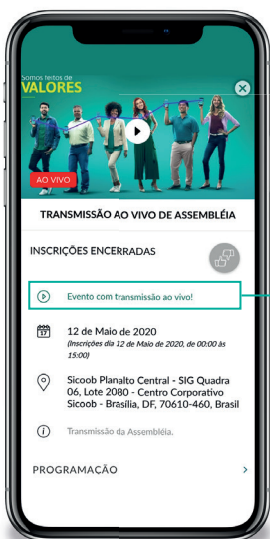 Somos feitos de
VALORES
AO VIVO
TRANSMISSÃO AO VIVO DE ASSEMBLÉIA
INSCRIÇÕES ENCERRADAS
Evento com transmissão ao vivo!
17
12 de Maio de 2020
(Inscrições dia 12 de Maio de 2020, de 00:00 às
15:00)
Sicoob Planalto Central - SIG Quadra
06, Lote 2080 - Centro Corporativo
Sicoob - Brasília, DF, 70610-460, Brasil
Transmissão da Assembléia.
PROGRAMAÇÃO